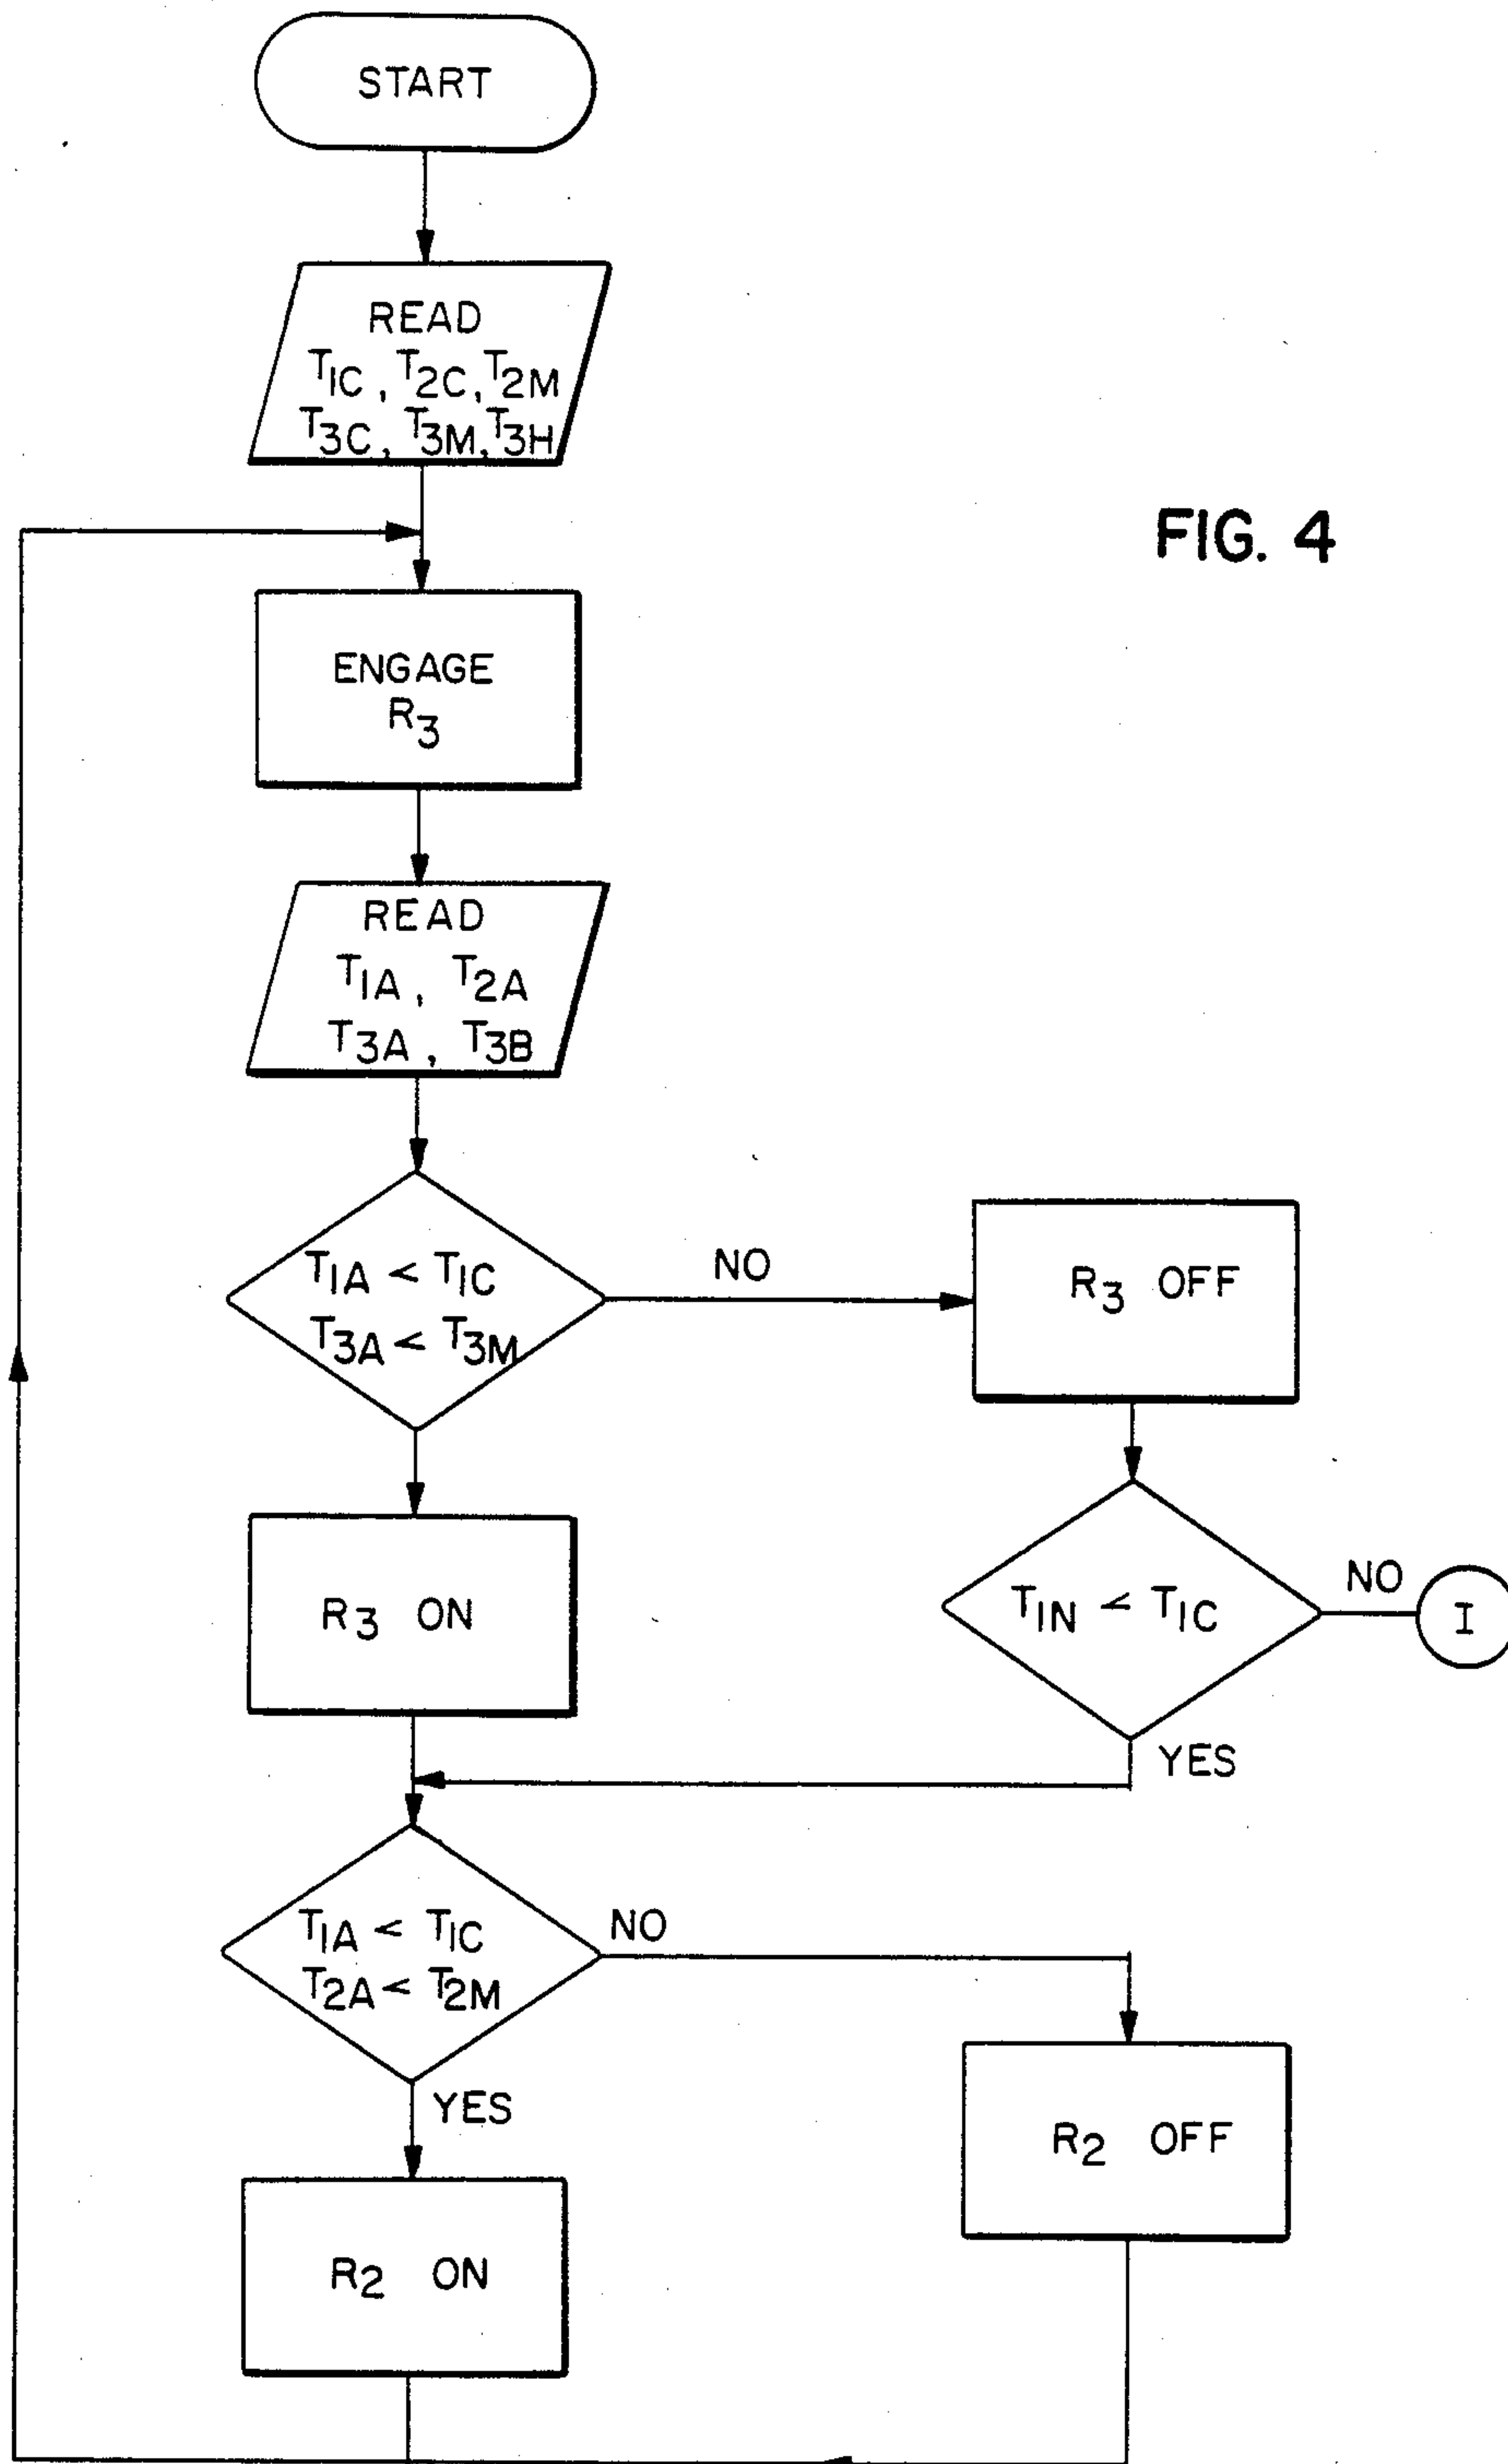 START
READ
T1C, T2C, T2M
T3C, T3M, T3H
FIG. 4
ENGAGE
R3
READ
T1A, T2A
T3A, T3B
T1A < T1C
T3A < T3M
NO
R3 OFF
R3 ON
T1N < T1C
NO
I
YES
T1A < T1C
T2A < T2M
NO
YES
R2 OFF
R2 ON